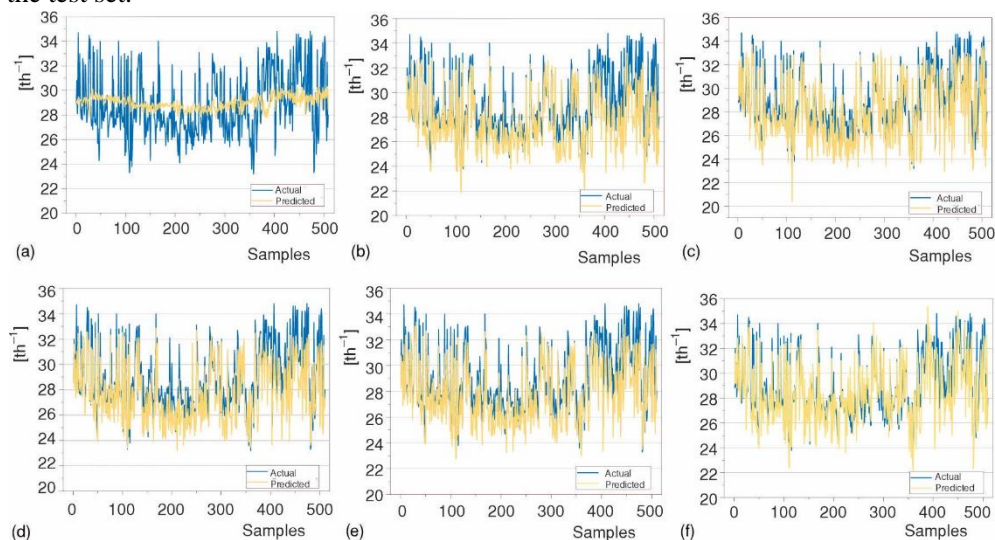 the test set.
36
34
32
30
28
26
24
22
20
[th⁻¹]
Actual
Predicted
0 100 200 300 400 500
Samples
(a)
36
34
32
30
28
26
24
22
20
[th⁻¹]
Actual
Predicted
0 100 200 300 400 500
Samples
(b)
36
34
32
30
28
26
24
22
20
[th⁻¹]
Actual
Predicted
0 100 200 300 400 500
Samples
(c)
36
34
32
30
28
26
24
22
20
[th⁻¹]
Actual
Predicted
0 100 200 300 400 500
Samples
(d)
36
34
32
30
28
26
24
22
20
[th⁻¹]
Actual
Predicted
0 100 200 300 400 500
Samples
(e)
36
34
32
30
28
26
24
22
20
[th⁻¹]
Actual
Predicted
0 100 200 300 400 500
Samples
(f)